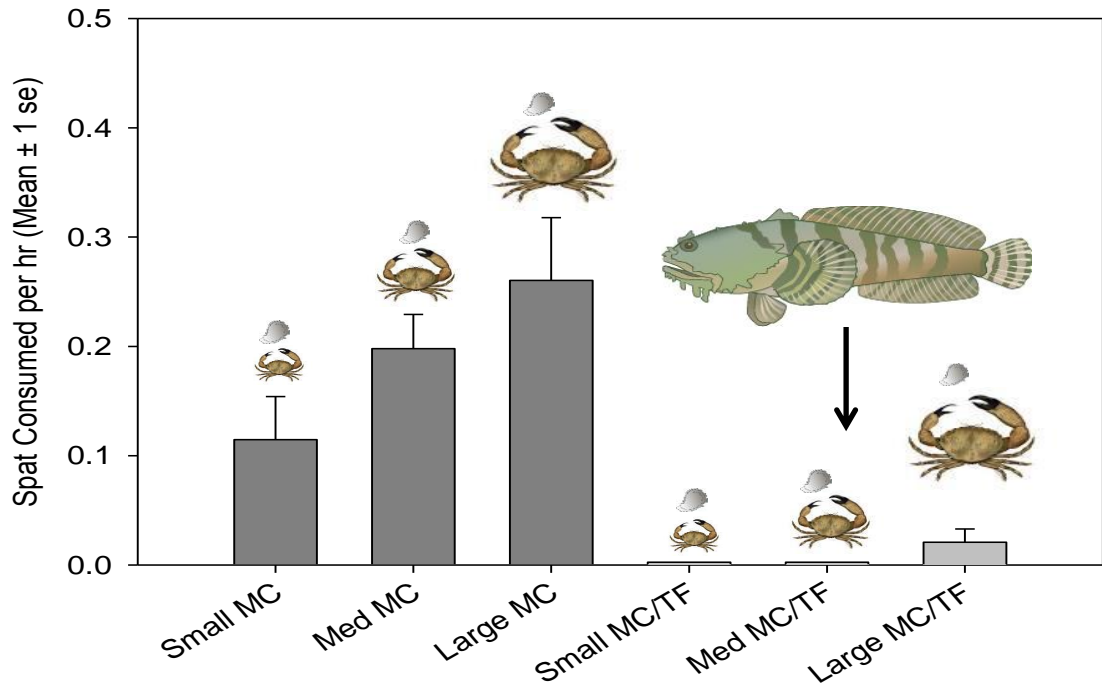 Spat Consumed per hr (Mean ± 1 se)
0.5
0.4
0.3
0.2
0.1
0.0
Small MC
Med MC
Large MC
Small MC/TF
Med MC/TF
Large MC/TF